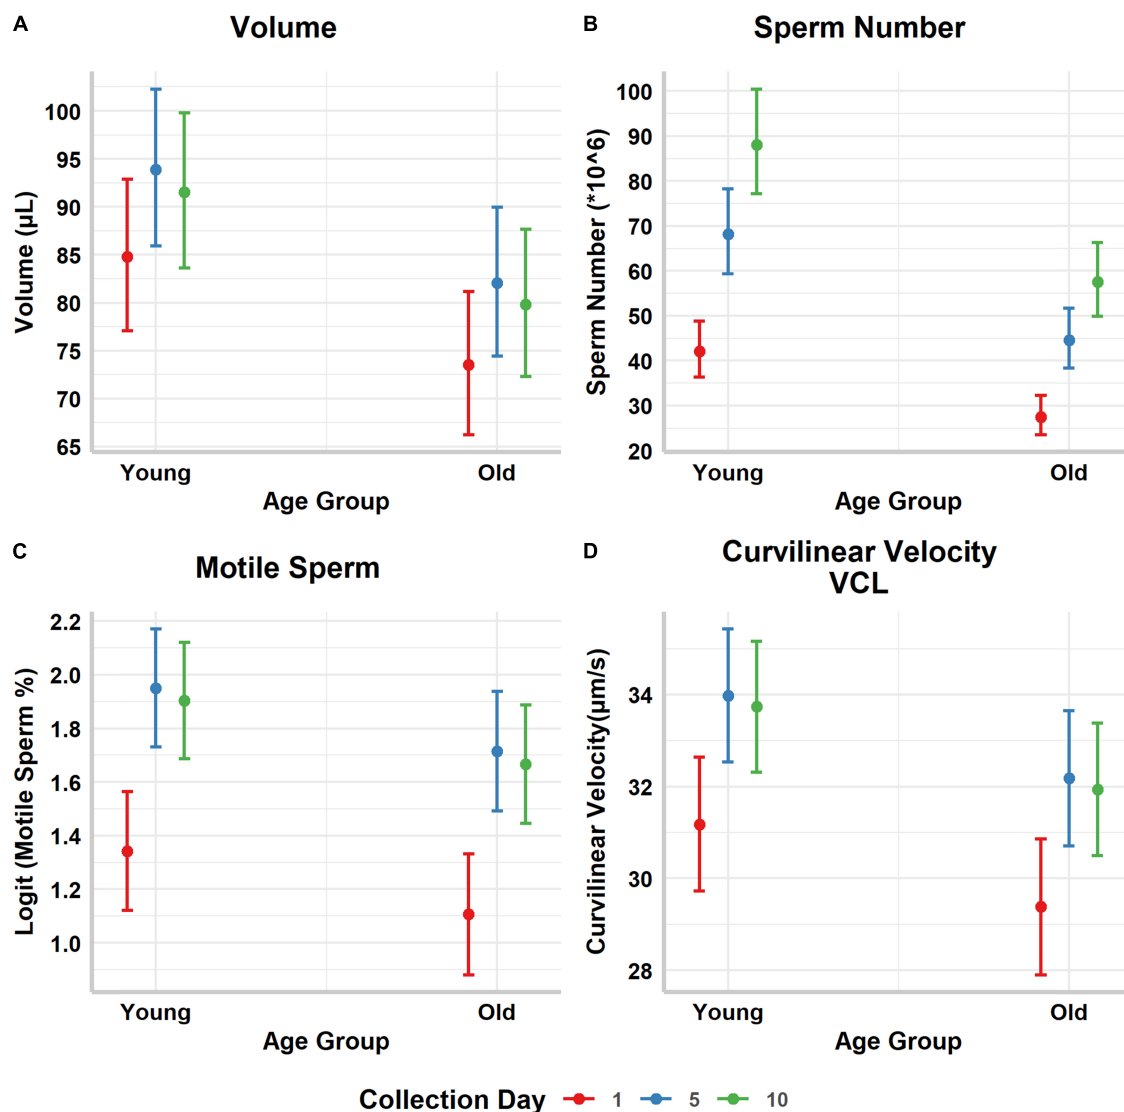 A
Volume
Volume (µL)
100
95
90
85
80
75
70
65
Young
Old
Age Group
B
Sperm Number
Sperm Number (*10^6)
100
90
80
70
60
50
40
30
20
Young
Old
Age Group
C
Motile Sperm
Logit (Motile Sperm %)
2.2
2.0
1.8
1.6
1.4
1.2
1.0
Young
Old
Age Group
D
Curvilinear Velocity
VCL
Curvilinear Velocity(µm/s)
34
32
30
28
Young
Old
Age Group
Collection Day 1 5 10